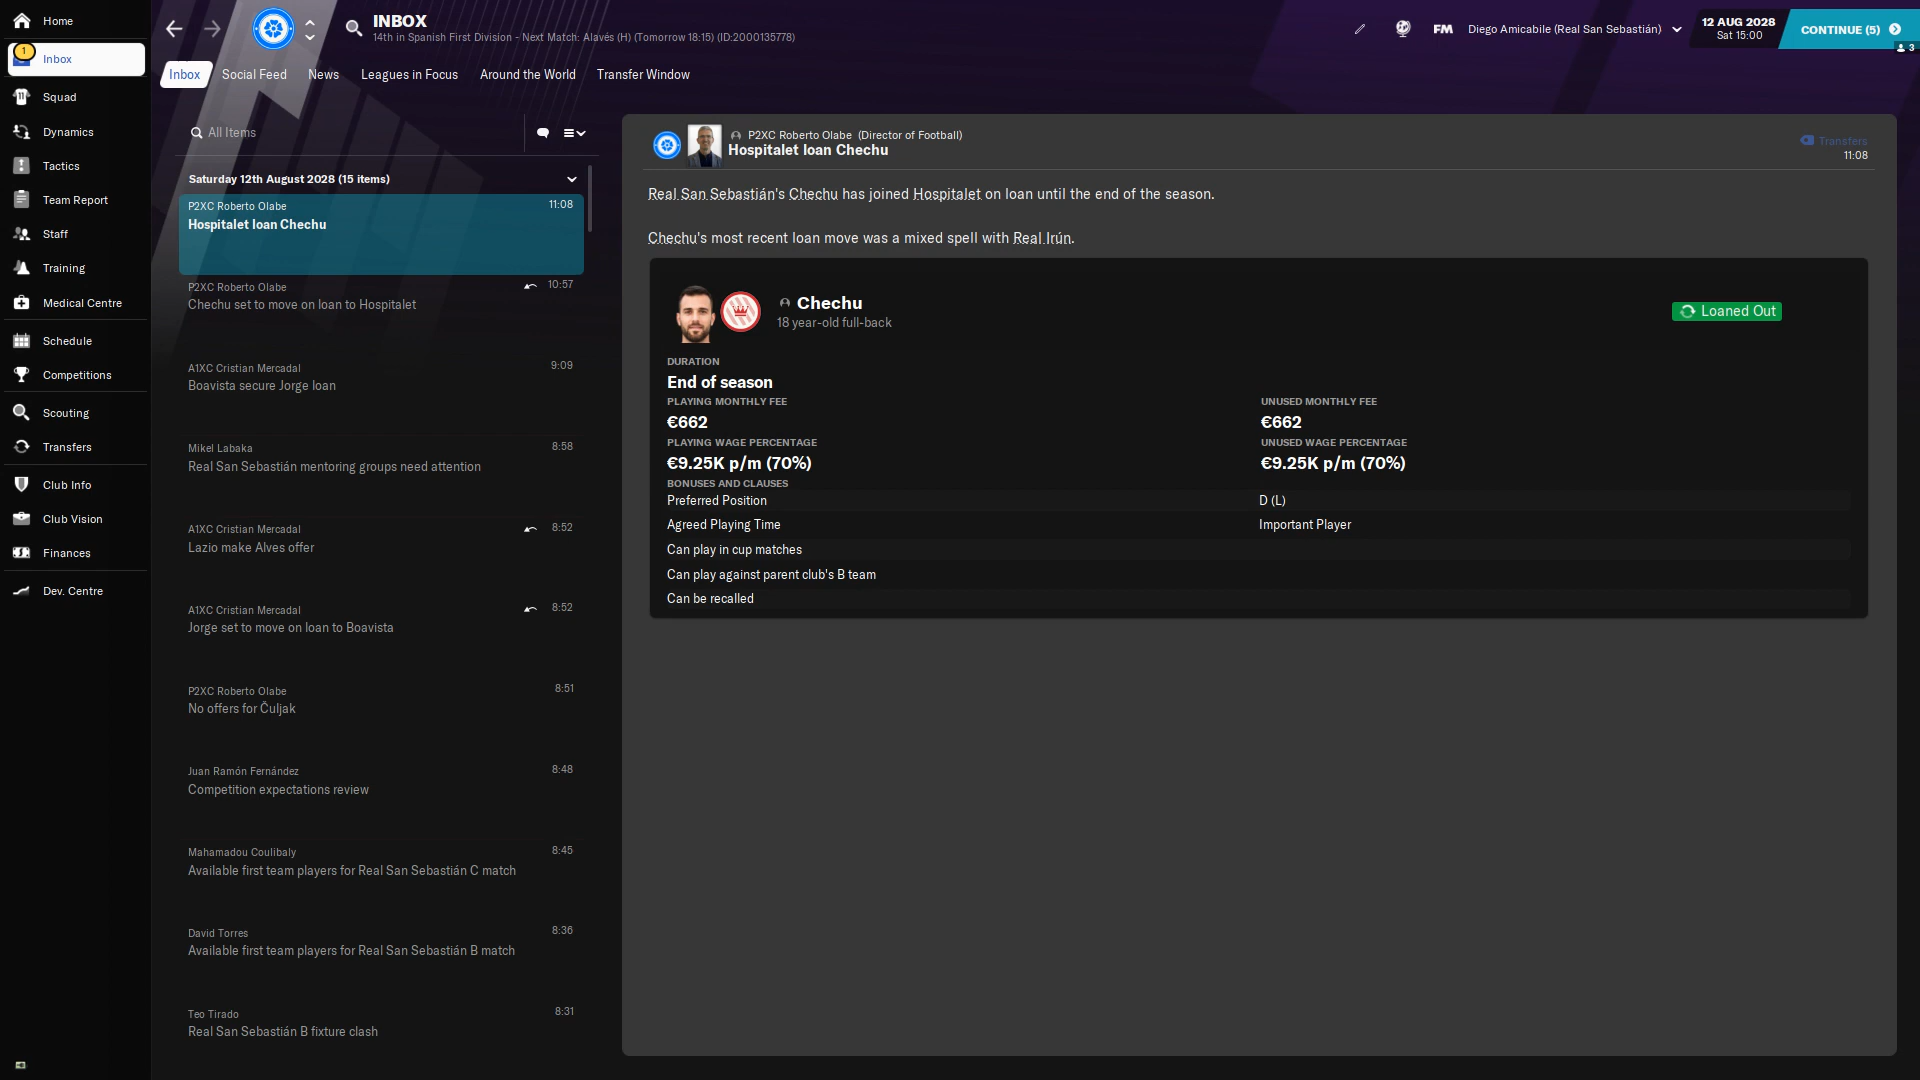 Home
1
Inbox
Squad
Dynamics
Tactics
Team Report
Staff
Training
Medical Centre
Schedule
Competitions
Scouting
Transfers
Club Info
Club Vision
Finances
Dev. Centre
INBOX
14th in Spanish First Division - Next Match: Alavés (H) (Tomorrow 18:15) (ID:2000135778)
FM
Diego Amicabile (Real San Sebastián)
12 AUG 2028
Sat 15:00
CONTINUE (5)
3
Inbox Social Feed News Leagues in Focus Around the World Transfer Window
All Items
Saturday 12th August 2028 (15 items)
P2XC Roberto Olabe 11:08
Hospitalet loan Chechu
P2XC Roberto Olabe 10:57
Chechu set to move on loan to Hospitalet
A1XC Cristian Mercadal 9:09
Boavista secure Jorge loan
Mikel Labaka 8:58
Real San Sebastián mentoring groups need attention
A1XC Cristian Mercadal 8:52
Lazio make Alves offer
A1XC Cristian Mercadal 8:52
Jorge set to move on loan to Boavista
P2XC Roberto Olabe 8:51
No offers for Čuljak
Juan Ramón Fernández 8:48
Competition expectations review
Mahamadou Coulibaly 8:45
Available first team players for Real San Sebastián C match
David Torres 8:36
Available first team players for Real San Sebastián B match
Teo Tirado 8:31
Real San Sebastián B fixture clash
P2XC Roberto Olabe (Director of Football)
Hospitalet loan Chechu
Transfers
11:08
Real San Sebastián's Chechu has joined Hospitalet on loan until the end of the season.
Chechu's most recent loan move was a mixed spell with Real Irún.
Chechu
18 year-old full-back
Loaned Out
DURATION
End of season
PLAYING MONTHLY FEE UNUSED MONTHLY FEE
€662 €662
PLAYING WAGE PERCENTAGE UNUSED WAGE PERCENTAGE
€9.25K p/m (70%) €9.25K p/m (70%)
BONUSES AND CLAUSES
Preferred Position D (L)
Agreed Playing Time Important Player
Can play in cup matches
Can play against parent club's B team
Can be recalled